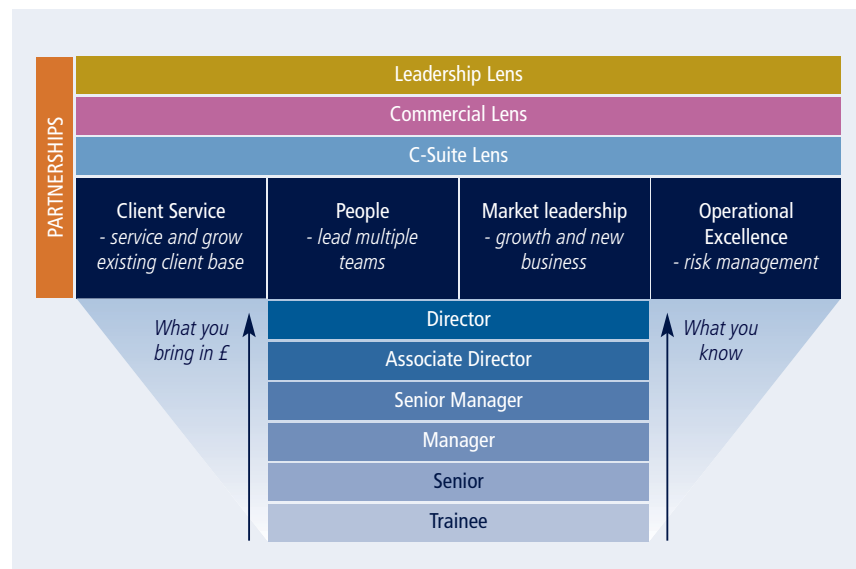 PARTNERSHIPS
Leadership Lens
Commercial Lens
C-Suite Lens
Client Service
- service and grow
existing client base
People
- lead multiple
teams
Market leadership
- growth and new
business
Operational
Excellence
- risk management
What you
bring in £
Director
Associate Director
Senior Manager
Manager
Senior
Trainee
What you
know